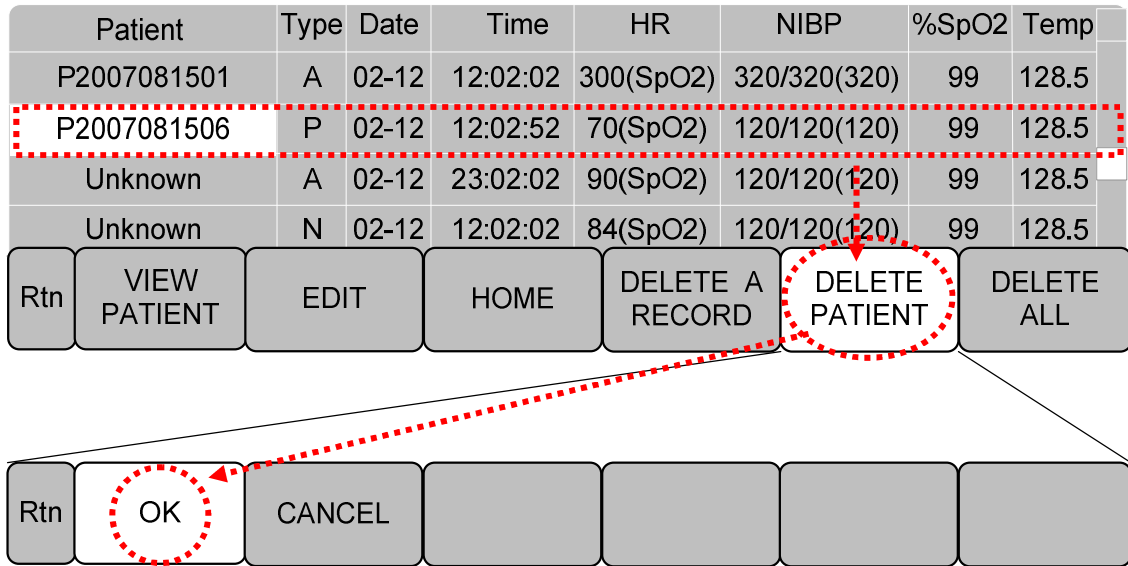 Patient Type Date Time HR NIBP %SpO2 Temp
P2007081501 A 02-12 12:02:02 300(SpO2) 320/320(320) 99 128.5
P2007081506 P 02-12 12:02:52 70(SpO2) 120/120(120) 99 128.5
Unknown A 02-12 23:02:02 90(SpO2) 120/120(120) 99 128.5
Unknown N 02-12 12:02:02 84(SpO2) 120/120(120) 99 128.5
Rtn
VIEW
PATIENT
EDIT
HOME
DELETE A
RECORD
DELETE
PATIENT
DELETE
ALL
Rtn
OK
CANCEL